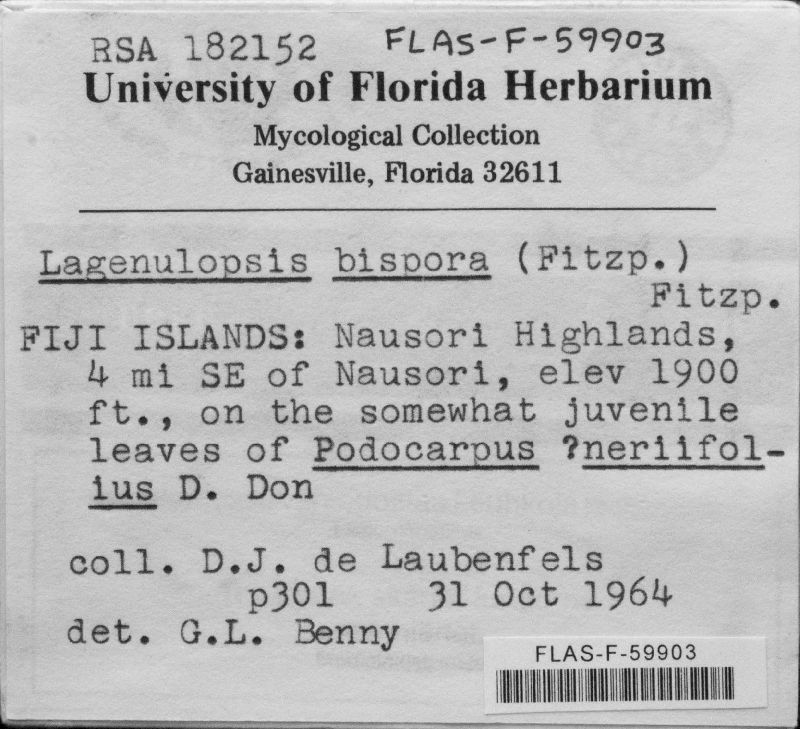 RSA 182152 FLAS-F-59903
University of Florida Herbarium
Mycological Collection
Gainesville, Florida 32611
Lagenulopsis bispora (Fitzp.)
Fitzp.
FIJI ISLANDS: Nausori Highlands,
4 mi SE of Nausori, elev 1900
ft., on the somewhat juvenile
leaves of Podocarpus ?neriifol-
ius D. Don
coll. D.J. de Laubenfels
p301 31 Oct 1964
det. G.L. Benny
FLAS-F-59903